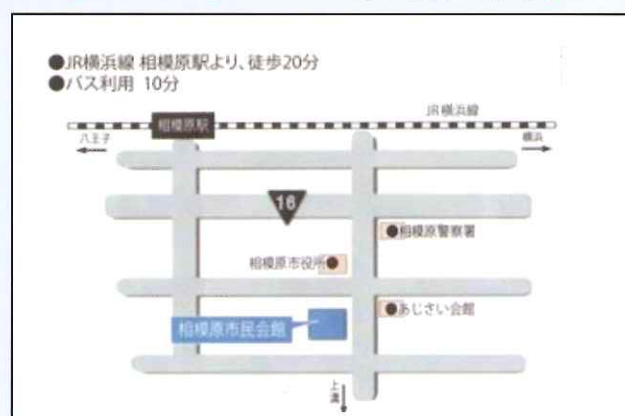 ●JR横浜線 相模原駅より、徒歩20分
●バス利用 10分
JR横浜線
相模原駅
八王子
横浜
16
●相模原警察署
相模原市役所●
●あじさい会館
相模原市民会館
上溝